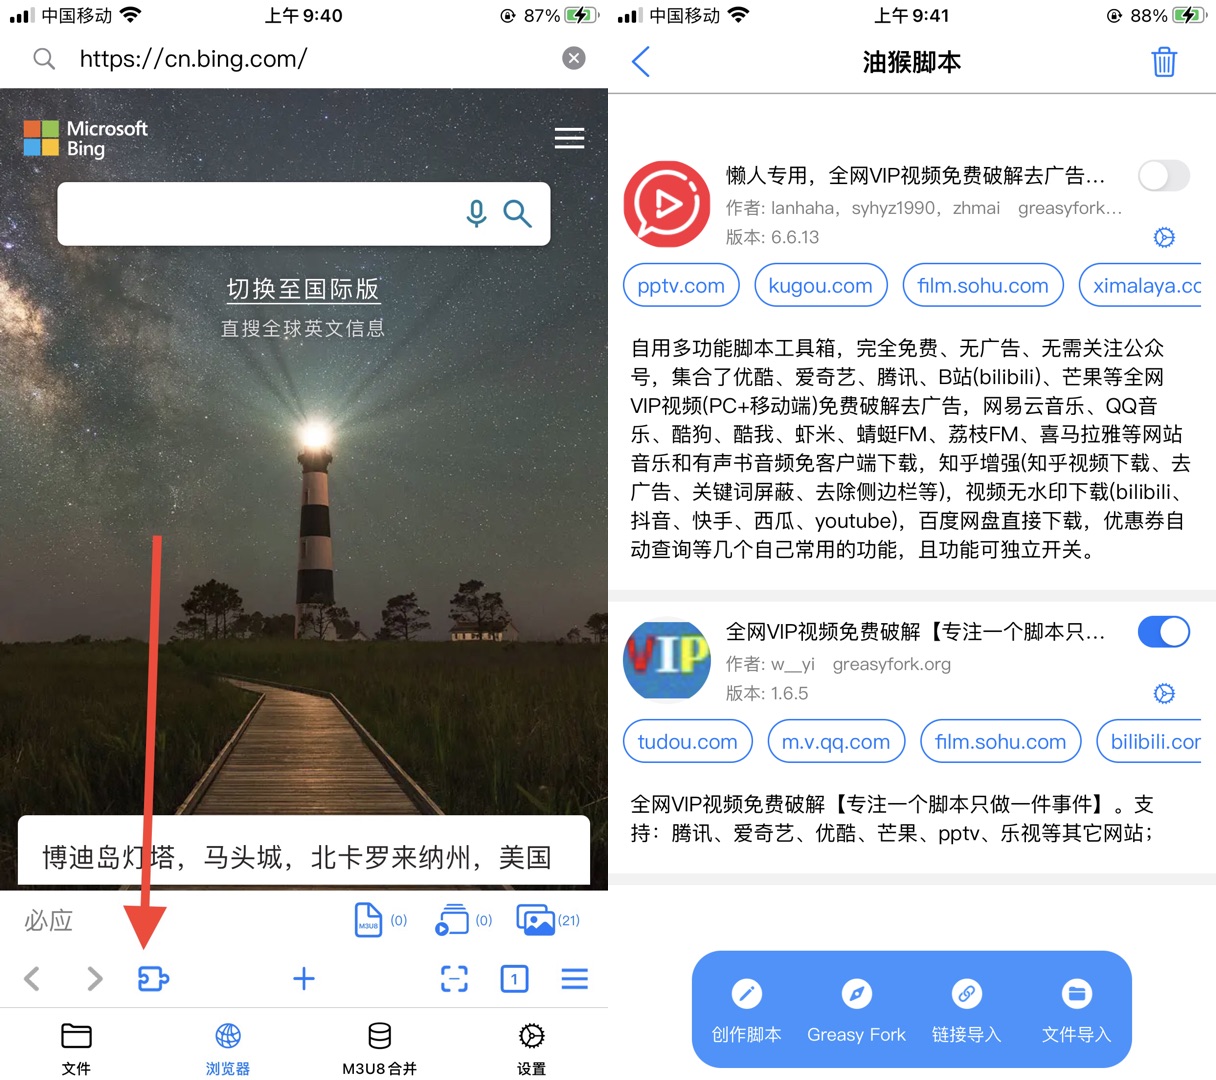 中国移动
上午 9:40
87%
https://cn.bing.com/
Microsoft
Bing
切换至国际版
直搜全球英文信息
博迪岛灯塔，马头城，北卡罗来纳州，美国
必应
M3U8
(0)
(0)
(21)
1
文件
浏览器
M3U8合并
设置
中国移动
上午 9:41
88%
油猴脚本
懒人专用，全网VIP视频免费破解去广告...
作者: lanhaha，syhyz1990，zhmai greasyfork...
版本: 6.6.13
pptv.com
kugou.com
film.sohu.com
ximalaya.cc
自用多功能脚本工具箱，完全免费、无广告、无需关注公众
号，集合了优酷、爱奇艺、腾讯、B站(bilibili)、芒果等全网
VIP视频(PC+移动端)免费破解去广告，网易云音乐、QQ音
乐、酷狗、酷我、虾米、蜻蜓FM、荔枝FM、喜马拉雅等网站
音乐和有声书音频免客户端下载，知乎增强(知乎视频下载、去
广告、关键词屏蔽、去除侧边栏等)，视频无水印下载(bilibili、
抖音、快手、西瓜、youtube)，百度网盘直接下载，优惠券自
动查询等几个自己常用的功能，且功能可独立开关。
VIP
全网VIP视频免费破解【专注一个脚本只...
作者: w__yi greasyfork.org
版本: 1.6.5
tudou.com
m.v.qq.com
film.sohu.com
bilibili.cor
全网VIP视频免费破解【专注一个脚本只做一件事件】。支
持：腾讯、爱奇艺、优酷、芒果、pptv、乐视等其它网站；
创作脚本
Greasy Fork
链接导入
文件导入